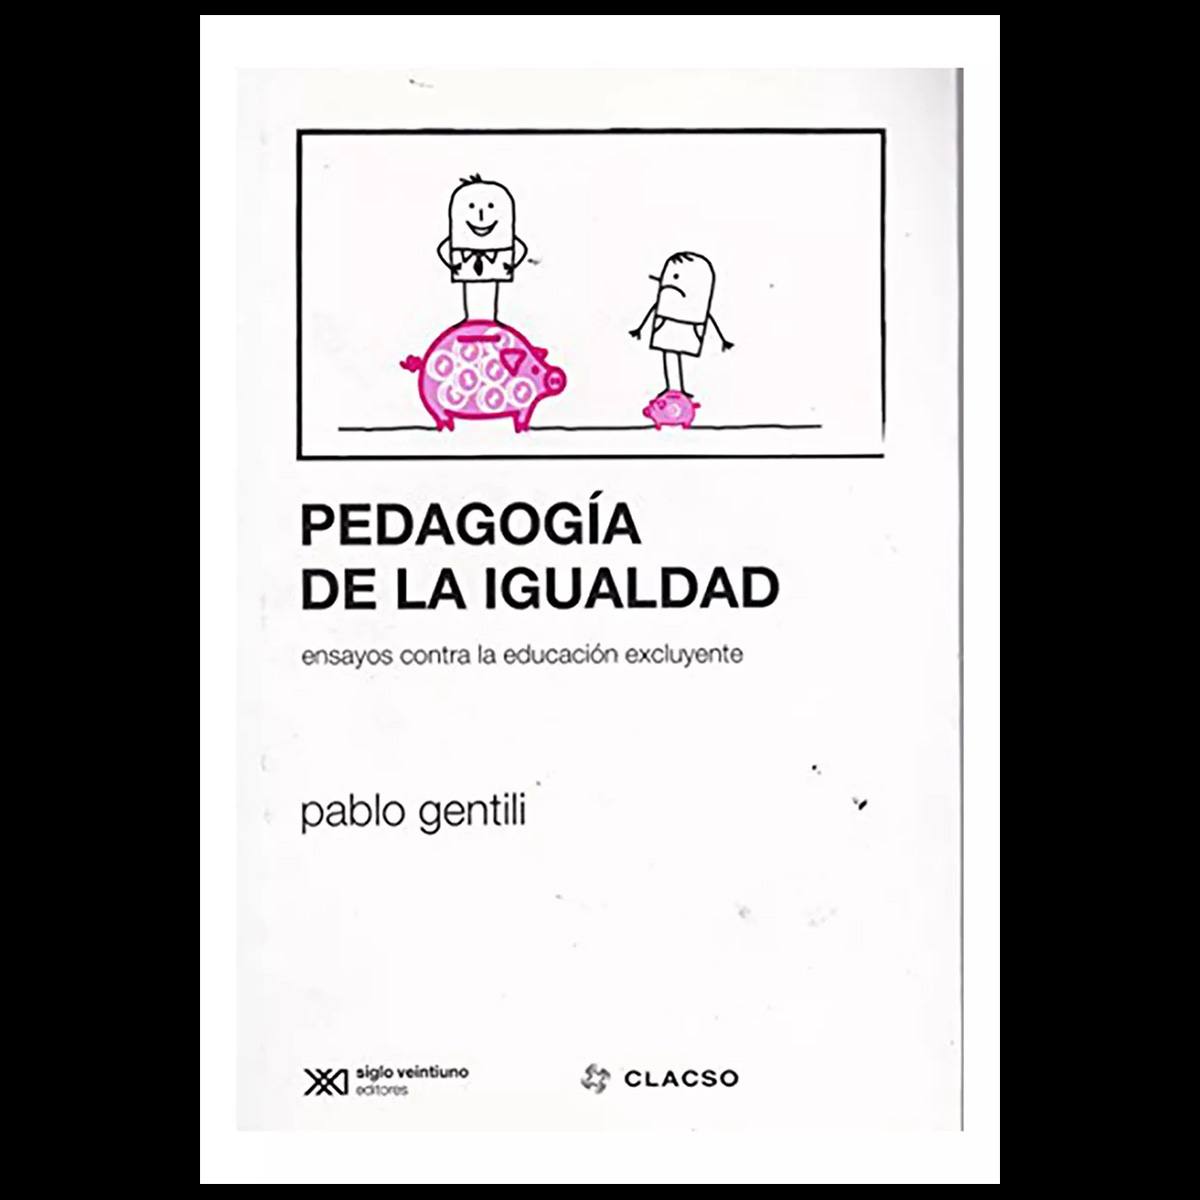 PEDAGOGÍA
DE LA IGUALDAD
ensayos contra la educación excluyente
pablo gentili
siglo veintiuno
editores
CLACSO